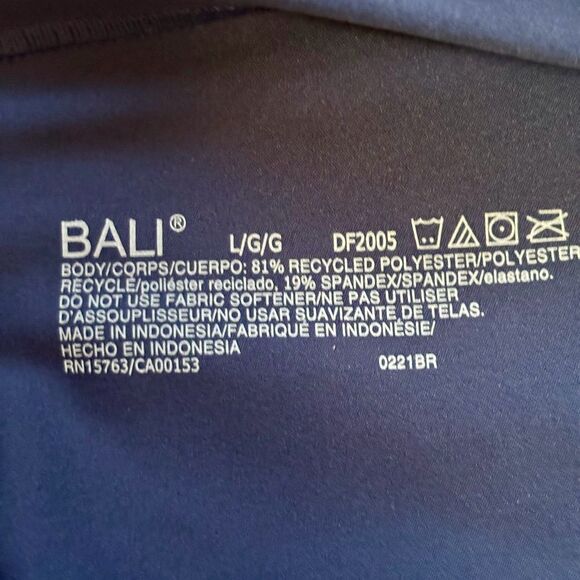 BALI® L/G/G DF2005
BODY/CORPS/CUERPO: 81% RECYCLED POLYESTER/POLYESTER
RECYCLÉ/poliéster reciclado, 19% SPANDEX/SPANDEX/elastano.
DO NOT USE FABRIC SOFTENER/NE PAS UTILISER
D'ASSOUPLISSEUR/NO USAR SUAVIZANTE DE TELAS.
MADE IN INDONESIA/FABRIQUÉ EN INDONÉSIE/
HECHO EN INDONESIA
RN15763/CA00153 0221BR